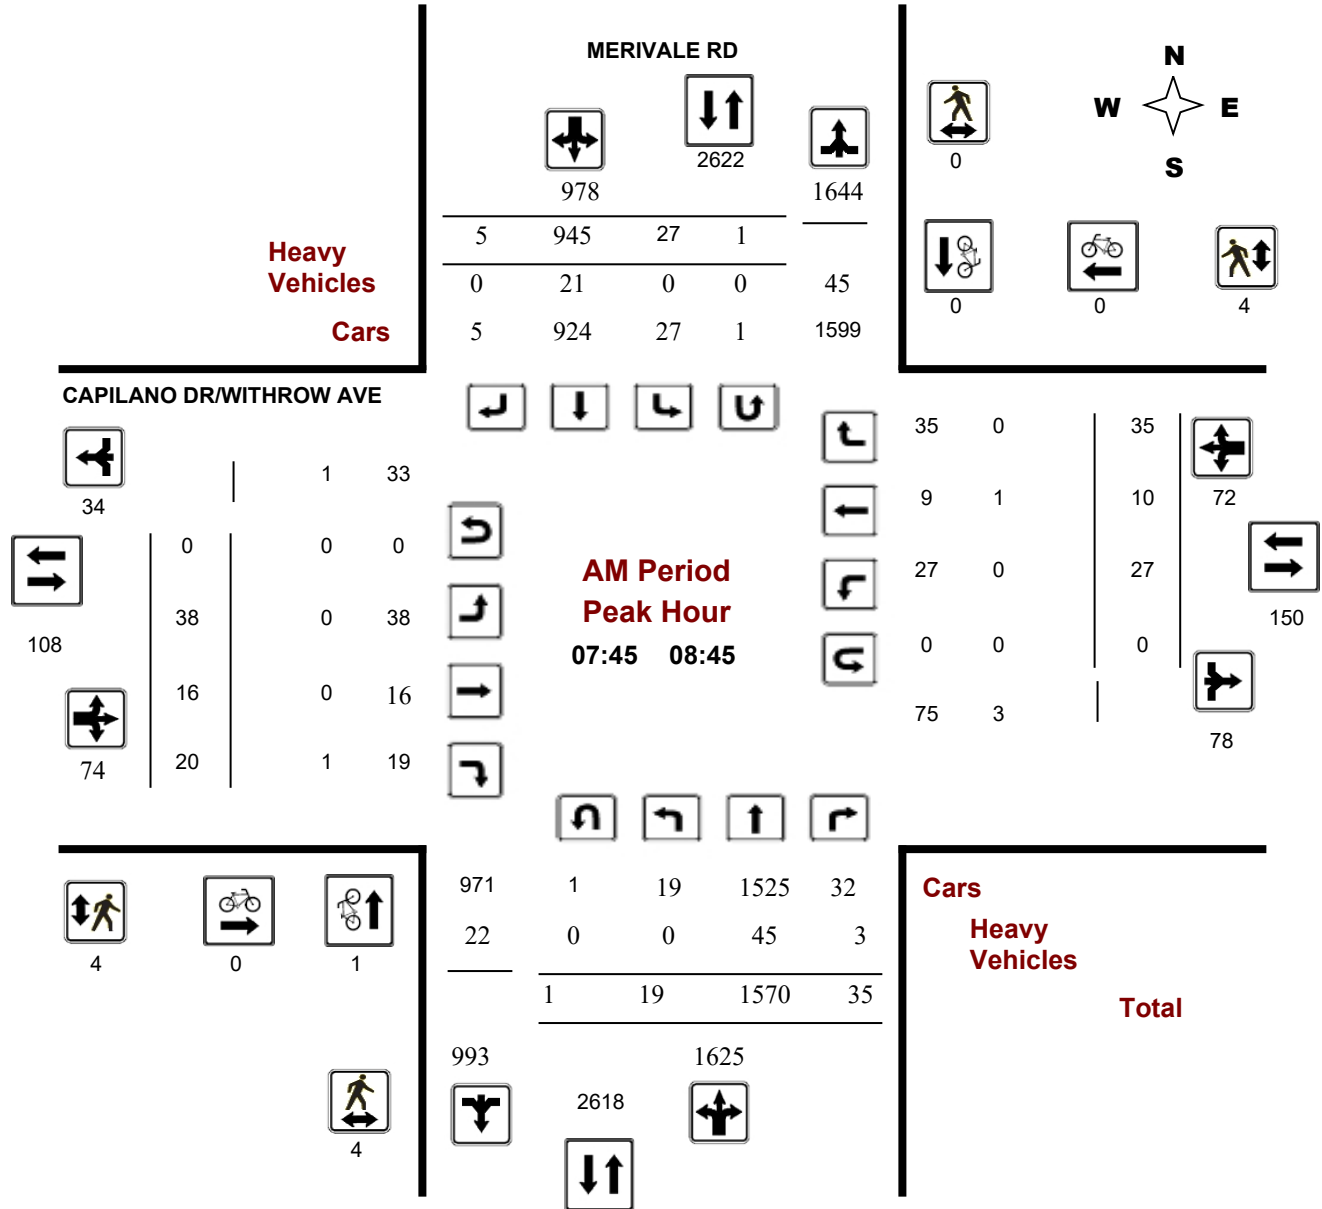 MERIVALE RD
N
W E
S
2622
0
978 1644
5 945 27 1
Heavy
Vehicles 0 21 0 0 45
Cars 5 924 27 1 1599
0 0 4
CAPILANO DR/WITHROW AVE
35 0 35
1 33
34
9 1 10 72
0 0 0
AM Period
27 0 27
Peak Hour
38 0 38
150
108
07:45 08:45
0 0 0
16 0 16
75 3
78
74 20 1 19
971 1 19 1525 32
Cars
22 0 0 45 3
Heavy
Vehicles
4 0 1
1 19 1570 35
Total
993 1625
2618
4